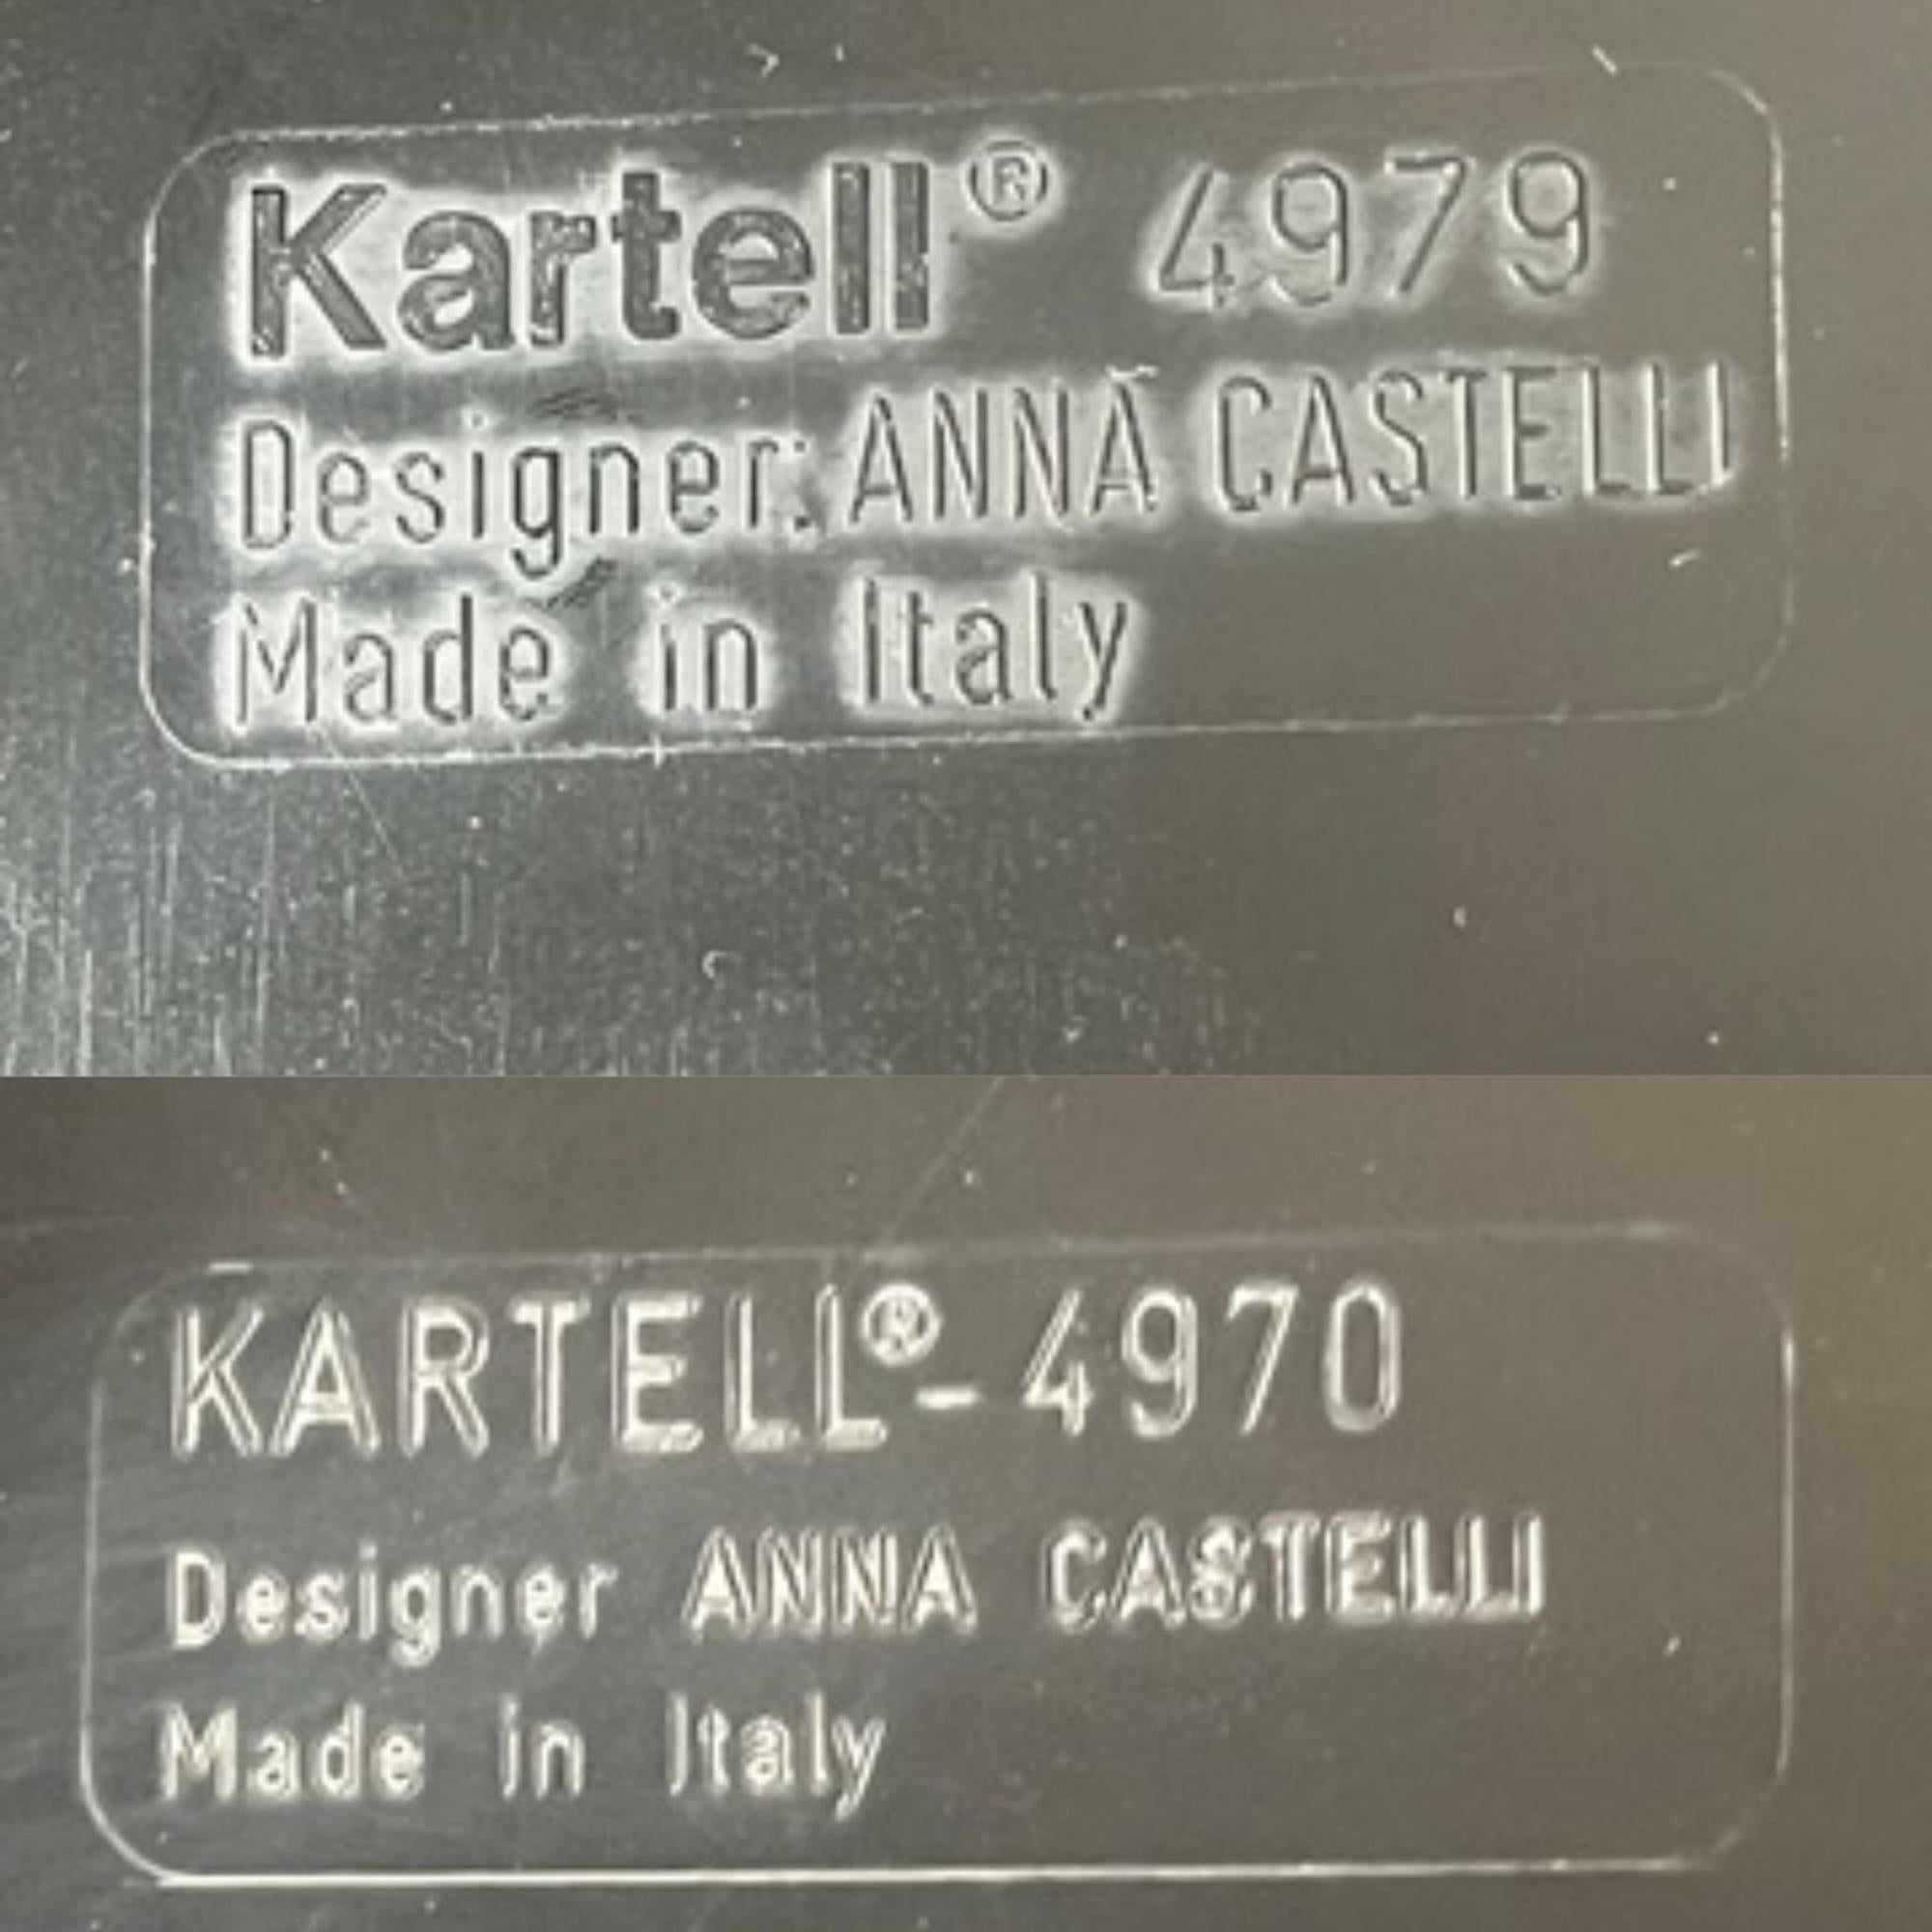 Kartell® 4979
Designer: ANNA CASTELLI
Made in Italy
KARTELL®-4970
Designer ANNA CASTELLI
Made in Italy